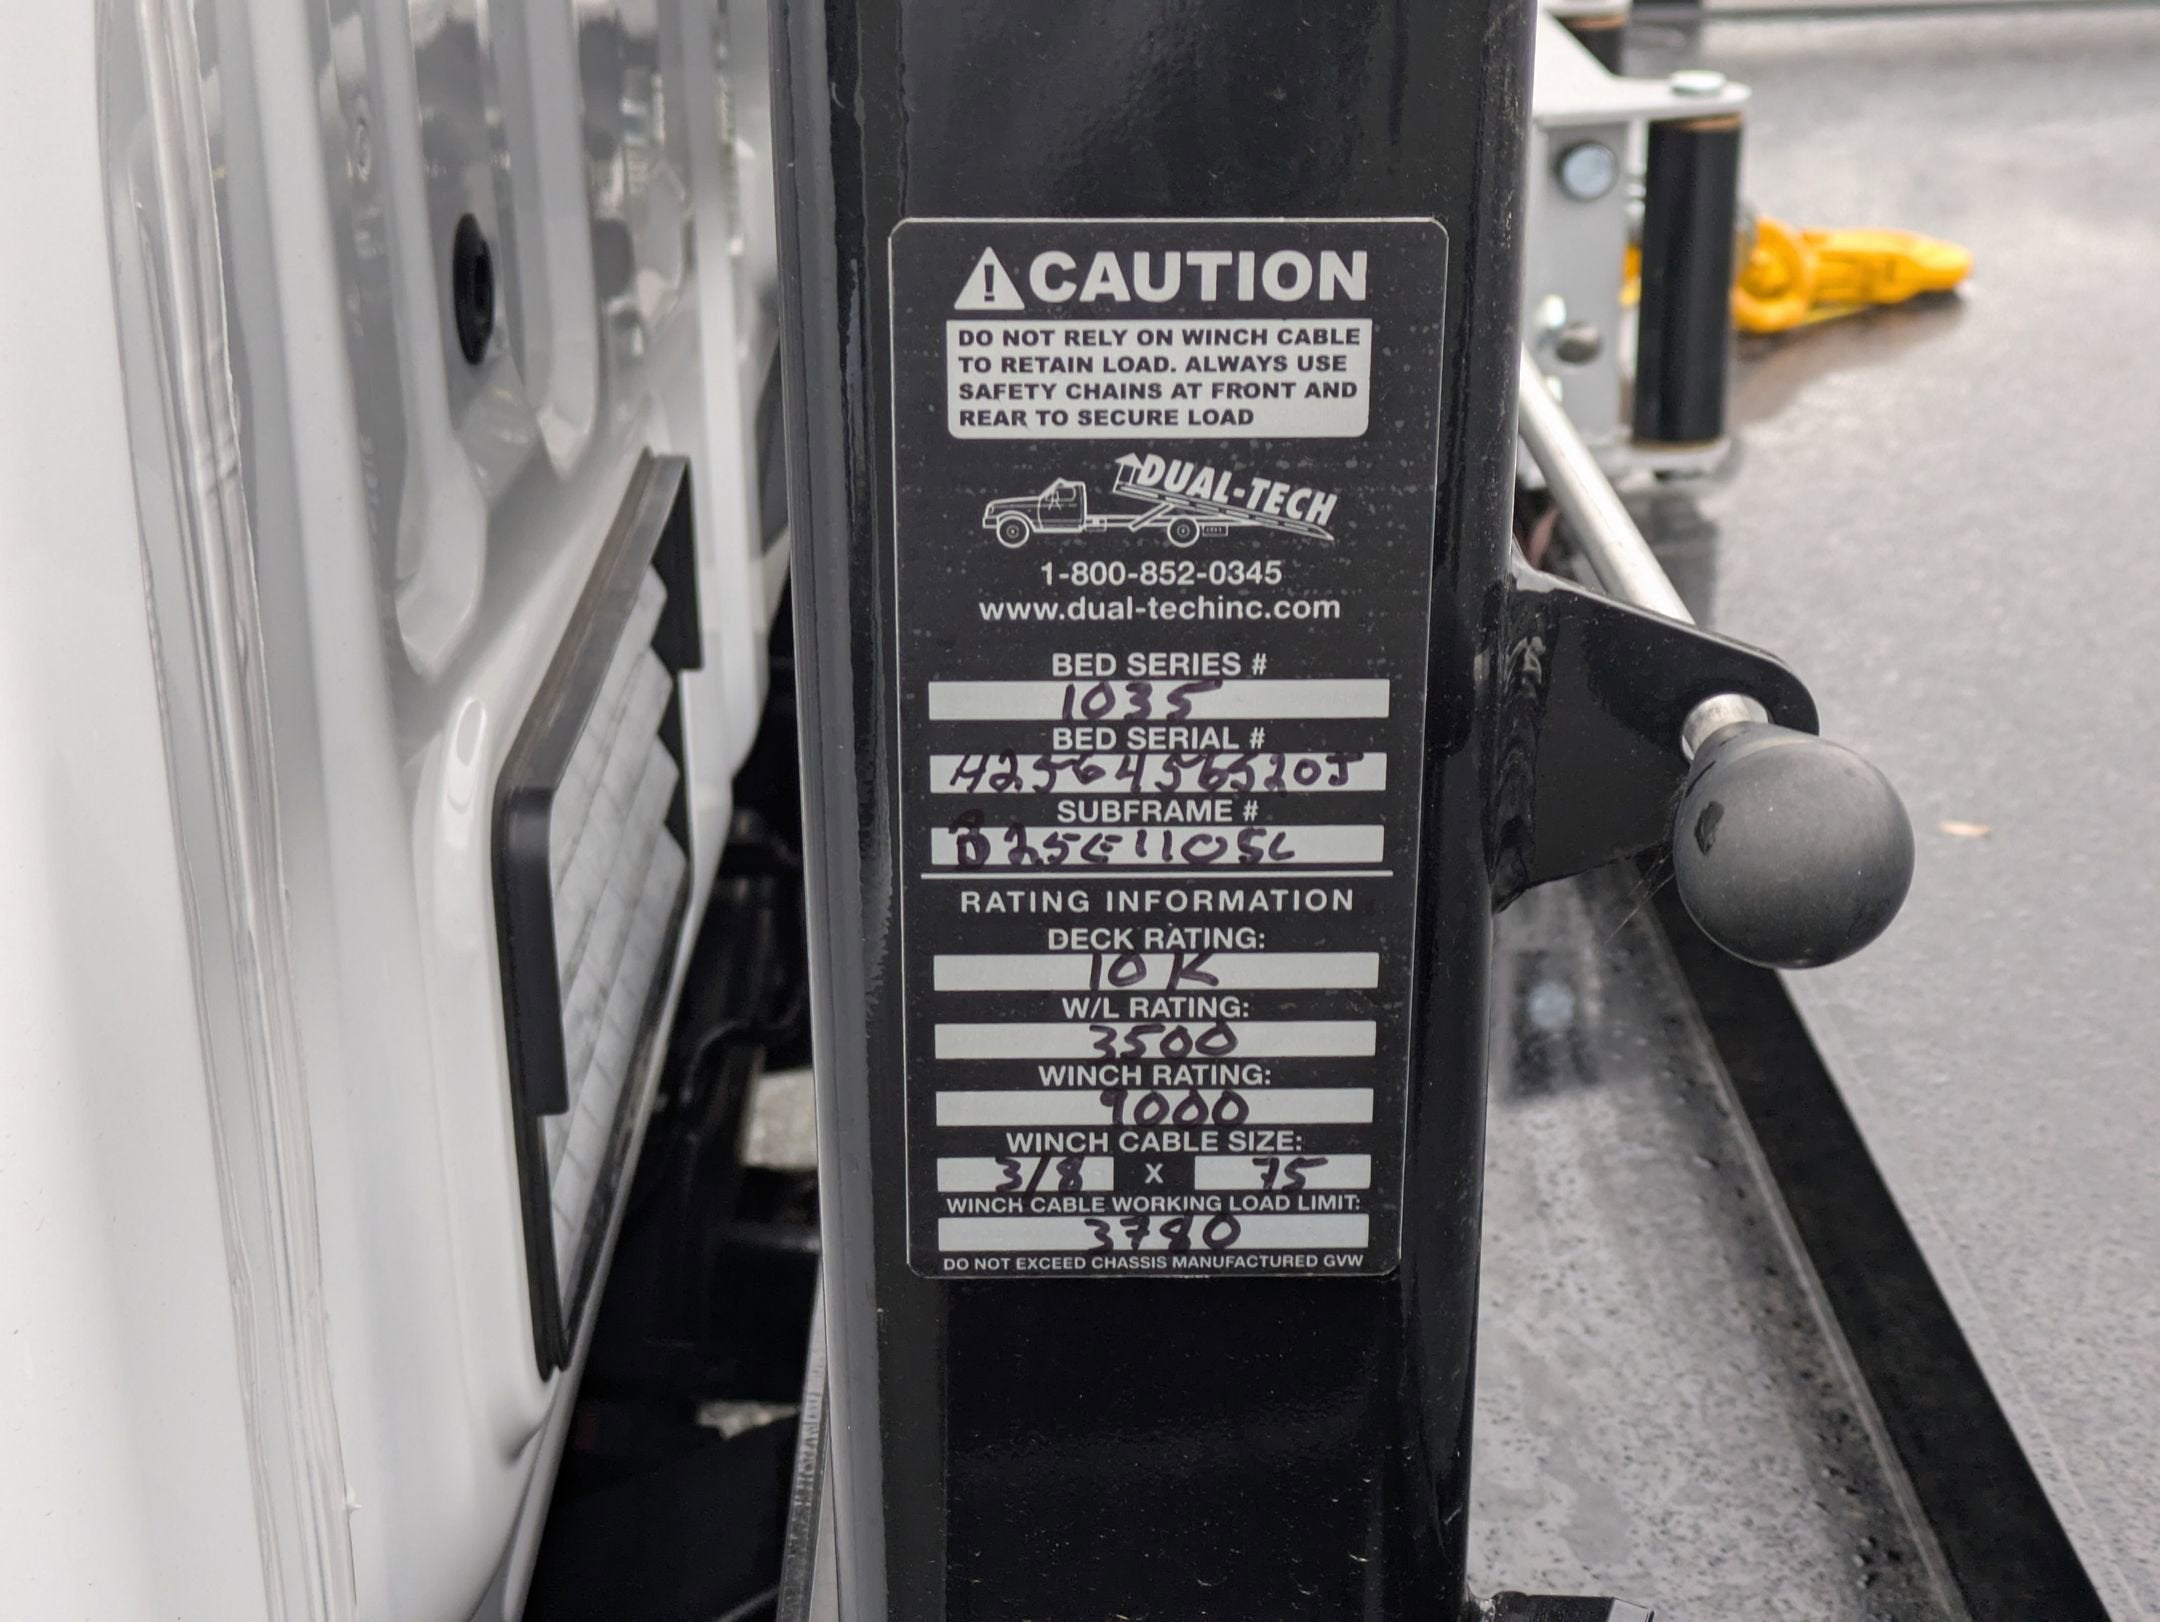 CAUTION
DO NOT RELY ON WINCH CABLE
TO RETAIN LOAD. ALWAYS USE
SAFETY CHAINS AT FRONT AND
REAR TO SECURE LOAD
DUAL-TECH
1-800-852-0345
www.dual-techinc.com
BED SERIES #
1035
BED SERIAL #
SUBFRAME #
RATING INFORMATION
DECK RATING:
10K
W/L RATING:
3500
WINCH RATING:
9000
WINCH CABLE SIZE:
3/8 X 75
WINCH CABLE WORKING LOAD LIMIT:
3780
DO NOT EXCEED CHASSIS MANUFACTURED GVW